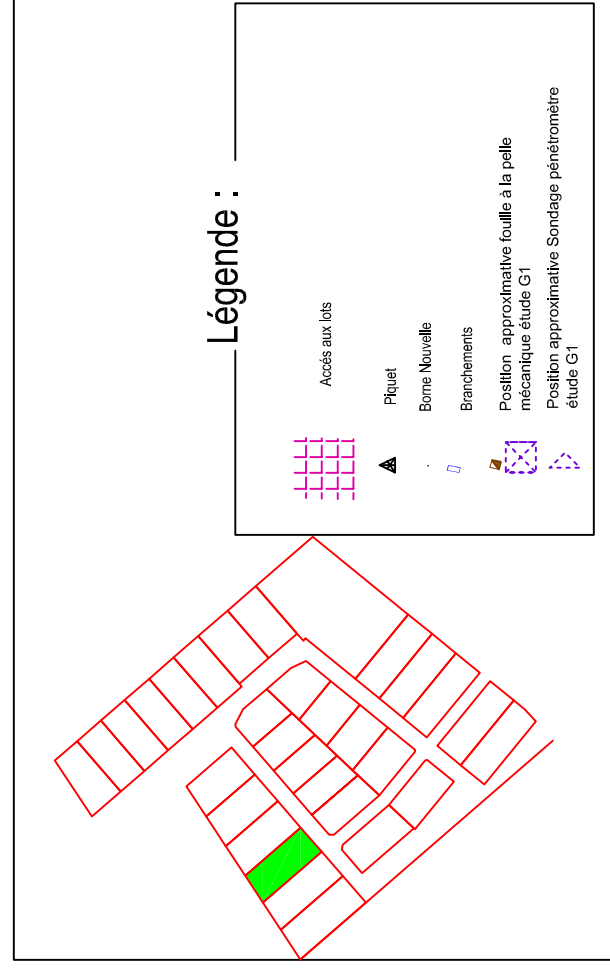 Légende :
Accés aux lots
Piquet
Borne Nouvelle
Branchements
Position approximative fouille à la pelle
mécanique étude G1
Position approximative Sondage pénétromètre
étude G1